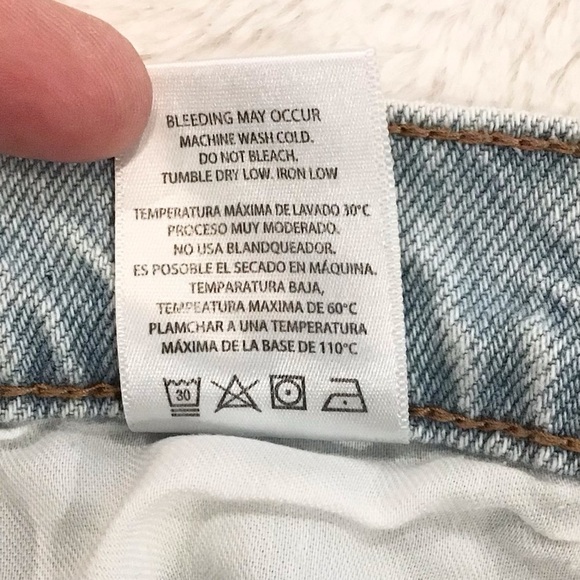 BLEEDING MAY OCCUR
MACHINE WASH COLD.
DO NOT BLEACH.
TUMBLE DRY LOW. IRON LOW
TEMPERATURA MÁXIMA DE LAVADO 30°C
PROCESO MUY MODERADO.
NO USA BLANDQUEADOR.
ES POSOBLE EL SECADO EN MÁQUINA.
TEMPARATURA BAJA,
TEMPEATURA MAXIMA DE 60°C
PLAMCHAR A UNA TEMPERATURA
MÁXIMA DE LA BASE DE 110°C
30